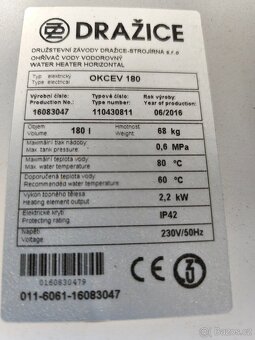 DRAŽICE
DRUŽSTEVNÍ ZÁVODY DRAŽICE-STROJÍRNA s.r.o
OHŘÍVAČ VODY VODOROVNÝ
WATER HEATER HORIZONTAL
Typ elektrický OKCEV 180
Type electrical
Výrobní číslo: Typové číslo: Rok výroby
Production No.: Type number: Year of production:
16083047 110430811 06/2016
Objem 180 l Hmotnost 68 kg
Volume Weight
Maximální tlak nádoby 0,6 MPa
Max. tank pressure
Maximální teplota vody 80 °C
Max water temperature
Doporučená teplota vody 60 °C
Recommended water temperature
Výkon topného tělesa 2,2 kW
Heating element output
Elektrické krytí IP42
Protecting rating
Napětí 230V/50Hz
Voltage
0160830479
CE
011-6061-16083047